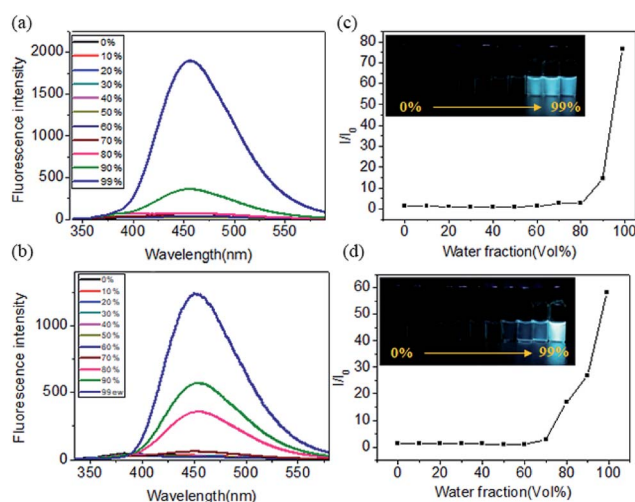 (a)
2000
1500
1000
500
0
Fluorescence intensity
0%
10%
20%
30%
40%
50%
60%
70%
80%
90%
99%
350 400 450 500 550
Wavelength(nm)
(b)
1000
500
0
Fluorescence intensity
0%
10%
20%
30%
40%
50%
60%
70%
80%
90%
99ew
350 400 450 500 550
Wavelength(nm)
(c)
80
70
60
50
40
30
20
10
0
I/I0
0% 99%
0 20 40 60 80 100
Water fraction(Vol%)
(d)
60
50
40
30
20
10
0
I/I0
0% 99%
0 20 40 60 80 100
Water fraction(Vol%)